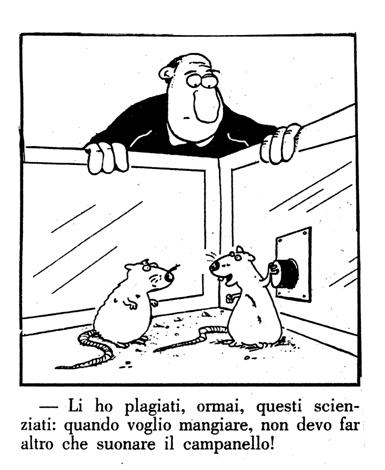 — Li ho plagiati, ormai, questi scien-
ziati: quando voglio mangiare, non devo far
altro che suonare il campanello!